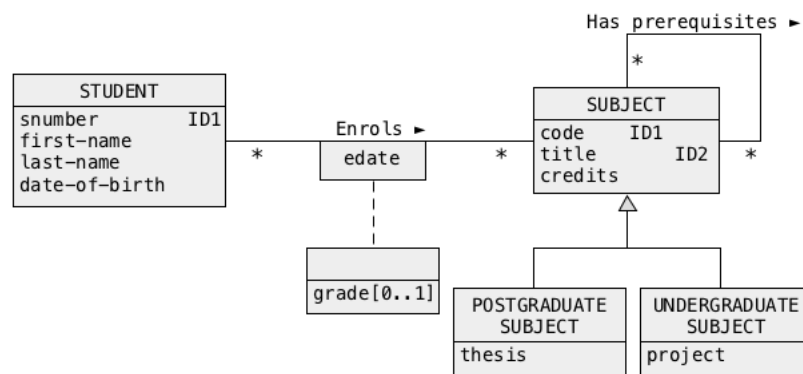 Has prerequisites ►
*
STUDENT
snumber ID1
first-name
last-name
date-of-birth
Enrols ►
*
edate
*
SUBJECT
code ID1
title ID2
credits
*
grade[0..1]
POSTGRADUATE
SUBJECT
thesis
UNDERGRADUATE
SUBJECT
project